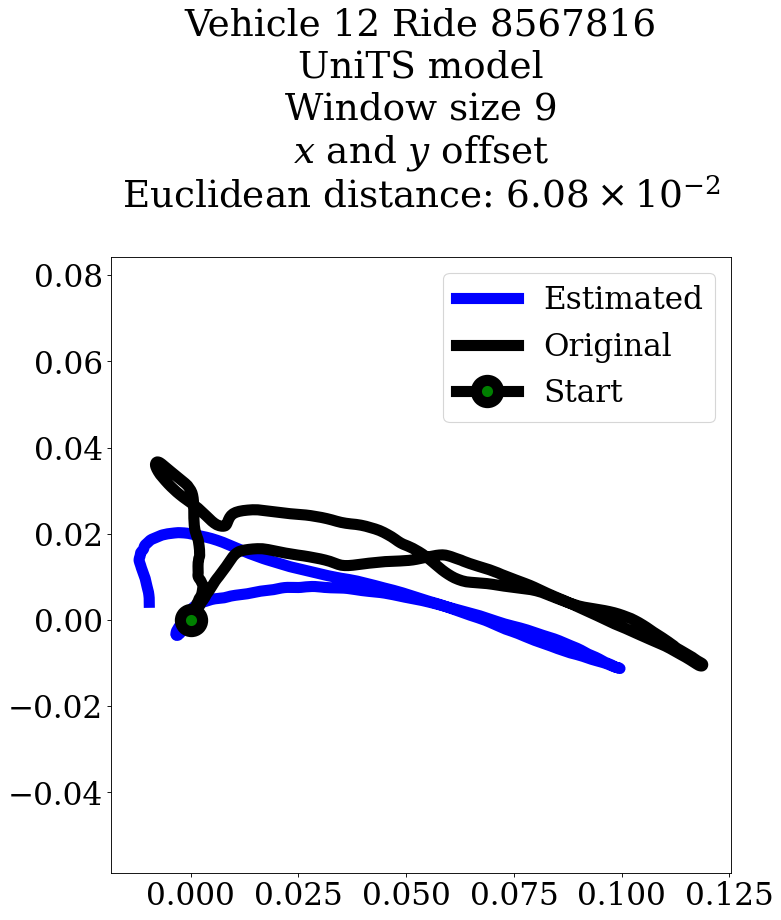 Vehicle 12 Ride 8567816
UniTS model
Window size 9
x and y offset
Euclidean distance: 6.08 × 10⁻²
0.08
0.06
0.04
0.02
0.00
−0.02
−0.04
Estimated
Original
Start
0.000 0.025 0.050 0.075 0.100 0.125